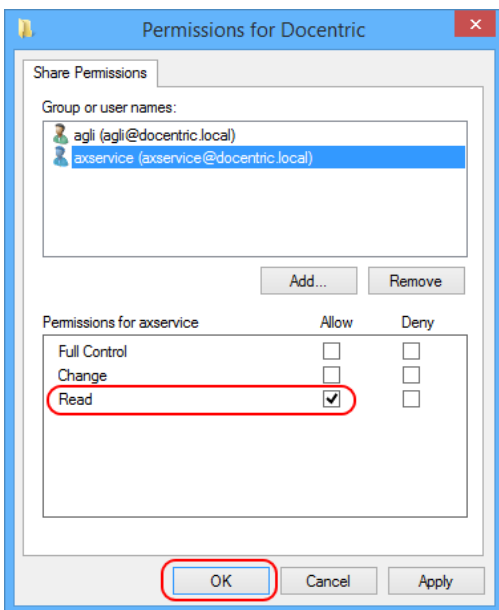 Permissions for Docentric
Share Permissions
Group or user names:
agli (agli@docentric.local)
axservice (axservice@docentric.local)
Add... Remove
Permissions for axservice Allow Deny
Full Control
Change
Read
OK Cancel Apply